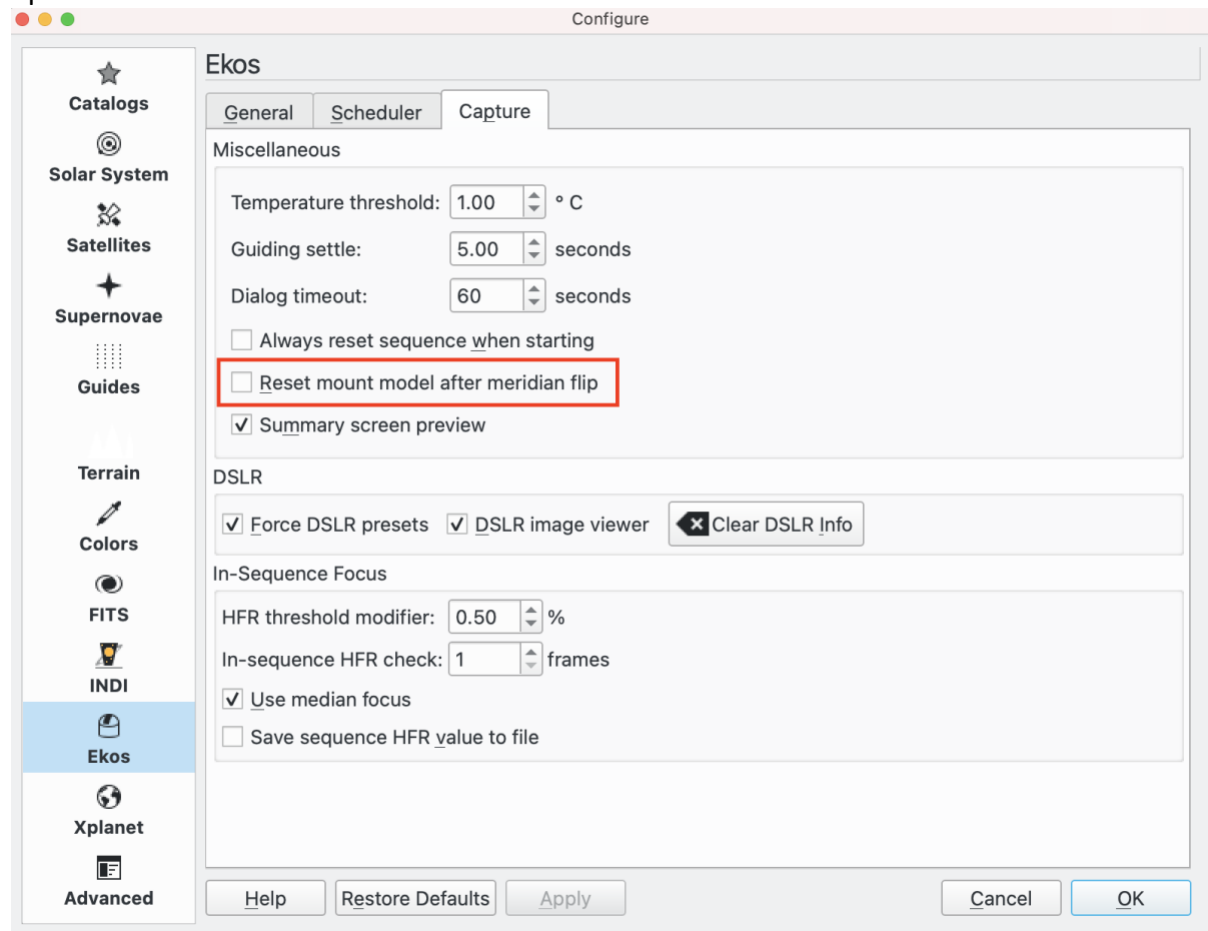 Configure
Catalogs
Solar System
Satellites
Supernovae
Guides
Terrain
Colors
FITS
INDI
Ekos
Xplanet
Advanced
Ekos
General Scheduler Capture
Miscellaneous
Temperature threshold: 1.00 ° C
Guiding settle: 5.00 seconds
Dialog timeout: 60 seconds
Always reset sequence when starting
Reset mount model after meridian flip
Summary screen preview
DSLR
Force DSLR presets DSLR image viewer Clear DSLR Info
In-Sequence Focus
HFR threshold modifier: 0.50 %
In-sequence HFR check: 1 frames
Use median focus
Save sequence HFR value to file
Help Restore Defaults Apply Cancel OK